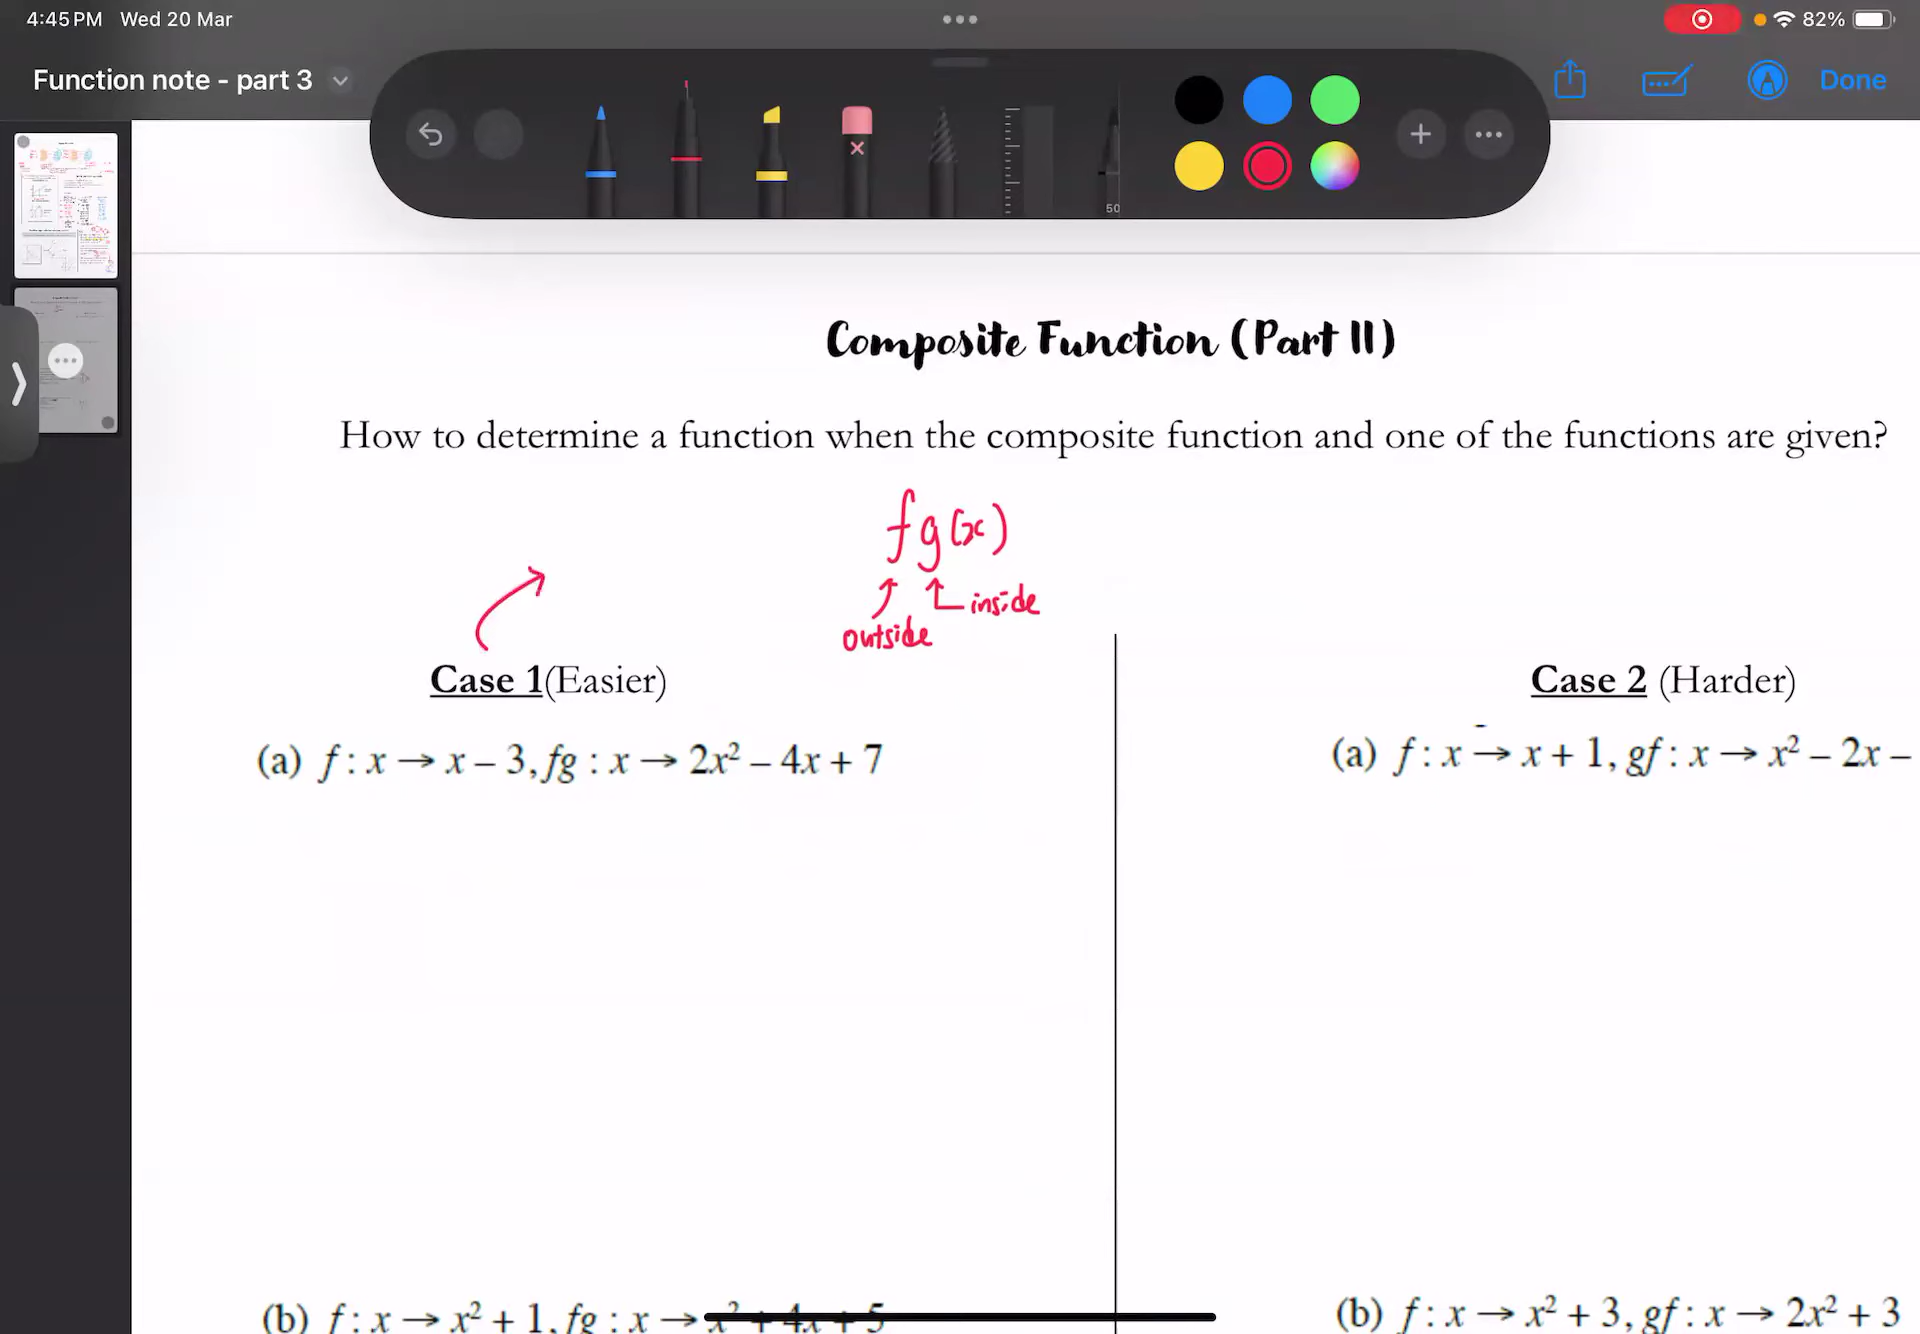 4:45 PM Wed 20 Mar
82%
Function note - part 3
Done
50
Composite Function (Part II)
How to determine a function when the composite function and one of the functions are given?
fg(x)
inside
outside
Case 1(Easier)
Case 2 (Harder)
(a) f : x → x – 3, fg : x → 2x² – 4x + 7
(a) f : x → x + 1, gf : x → x² – 2x –
(b) f : x → x² + 1, fg : x → x² + 4x + 5
(b) f : x → x² + 3, gf : x → 2x² + 3